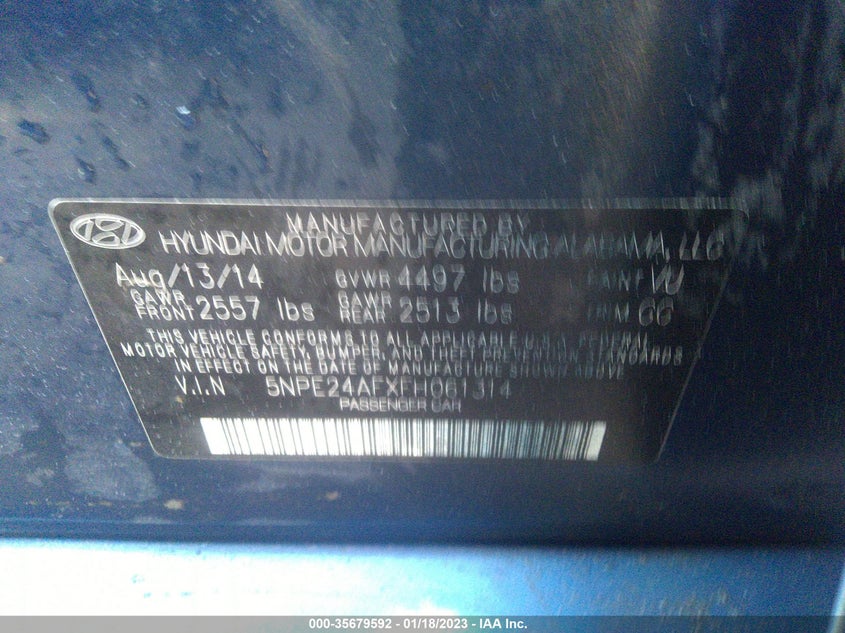 MANUFACTURED BY
HYUNDAI MOTOR MANUFACTURING ALABAMA, LLC
Aug/13/14 GVWR 4497 lbs PAINT
GAWR FRONT 2557 lbs GAWR REAR 2513 lbs TRIM
THIS VEHICLE CONFORMS TO ALL APPLICABLE U.S.A. FEDERAL
MOTOR VEHICLE SAFETY, BUMPER, AND THEFT PREVENTION STANDARDS
IN EFFECT ON THE DATE OF MANUFACTURE SHOWN ABOVE
V.I.N 5NPE24AFXFH061314
PASSENGER CAR
000-35679592 - 01/18/2023 - IAA Inc.